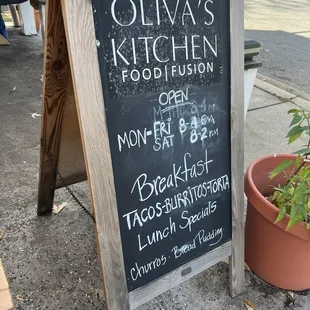 OLIVA'S
KITCHEN
FOOD|FUSION
OPEN
MON-FRI 8-4 PM
SAT 8-2 PM
Breakfast
TACOS-BURRITOS-TORTA
Lunch Specials
-Churros-Bread Pudding